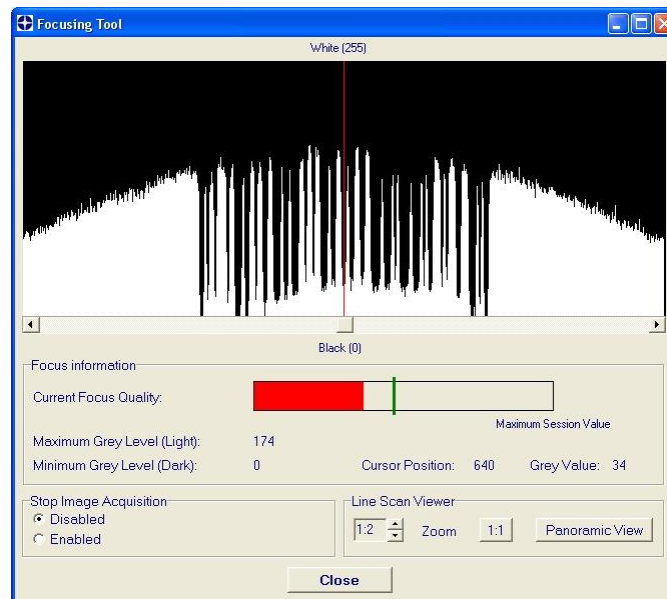 Focusing Tool
White (255)
Black (0)
Focus information
Current Focus Quality:
Maximum Session Value
Maximum Grey Level (Light): 174
Minimum Grey Level (Dark): 0 Cursor Position: 640 Grey Value: 34
Stop Image Acquisition
Disabled
Enabled
Line Scan Viewer
1:2 Zoom 1:1 Panoramic View
Close